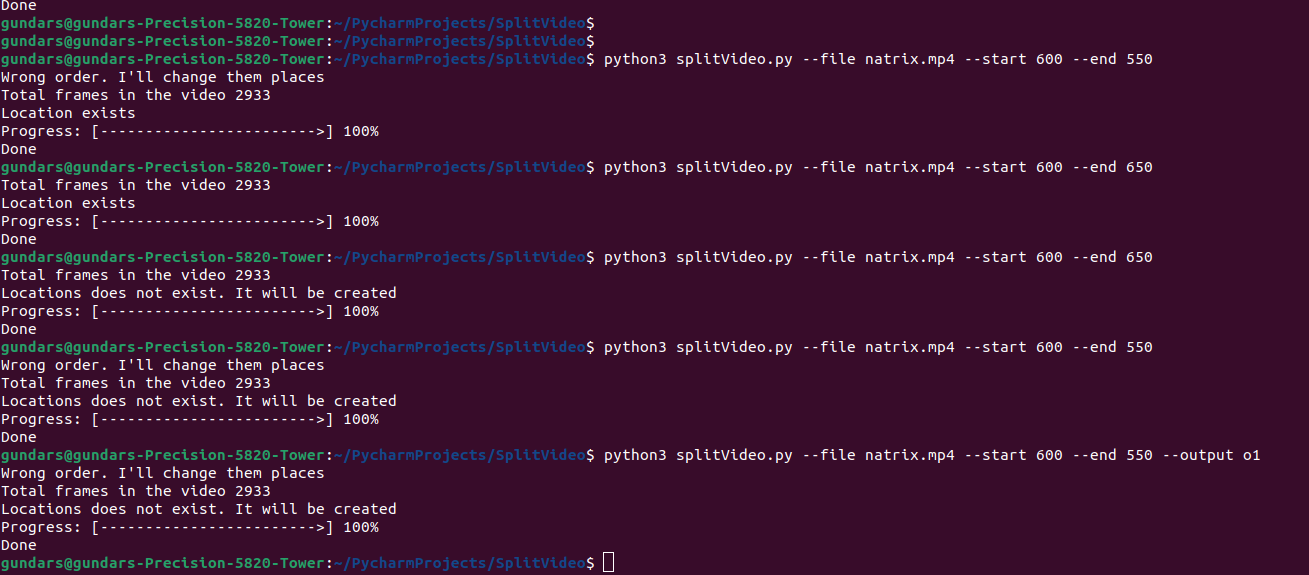 Done
gundars@gundars-Precision-5820-Tower:~/PycharmProjects/SplitVideo$
gundars@gundars-Precision-5820-Tower:~/PycharmProjects/SplitVideo$
gundars@gundars-Precision-5820-Tower:~/PycharmProjects/SplitVideo$ python3 splitVideo.py --file natrix.mp4 --start 600 --end 550
Wrong order. I'll change them places
Total frames in the video 2933
Location exists
Progress: [------------------------>] 100%
Done
gundars@gundars-Precision-5820-Tower:~/PycharmProjects/SplitVideo$ python3 splitVideo.py --file natrix.mp4 --start 600 --end 650
Total frames in the video 2933
Location exists
Progress: [------------------------>] 100%
Done
gundars@gundars-Precision-5820-Tower:~/PycharmProjects/SplitVideo$ python3 splitVideo.py --file natrix.mp4 --start 600 --end 650
Total frames in the video 2933
Locations does not exist. It will be created
Progress: [------------------------>] 100%
Done
gundars@gundars-Precision-5820-Tower:~/PycharmProjects/SplitVideo$ python3 splitVideo.py --file natrix.mp4 --start 600 --end 550
Wrong order. I'll change them places
Total frames in the video 2933
Locations does not exist. It will be created
Progress: [------------------------>] 100%
Done
gundars@gundars-Precision-5820-Tower:~/PycharmProjects/SplitVideo$ python3 splitVideo.py --file natrix.mp4 --start 600 --end 550 --output o1
Wrong order. I'll change them places
Total frames in the video 2933
Locations does not exist. It will be created
Progress: [------------------------>] 100%
Done
gundars@gundars-Precision-5820-Tower:~/PycharmProjects/SplitVideo$